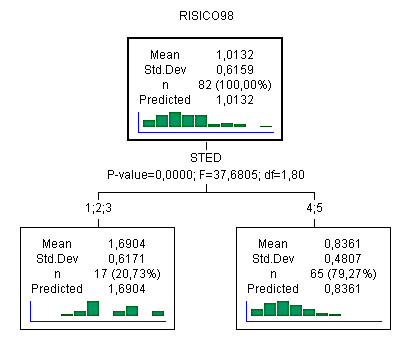 RISICO98
Mean 1,0132
Std.Dev 0,6159
n 82 (100,00%)
Predicted 1,0132
STED
P-value=0,0000; F=37,6805; df=1,80
1;2;3 4;5
Mean 1,6904
Std.Dev 0,6171
n 17 (20,73%)
Predicted 1,6904
Mean 0,8361
Std.Dev 0,4807
n 65 (79,27%)
Predicted 0,8361